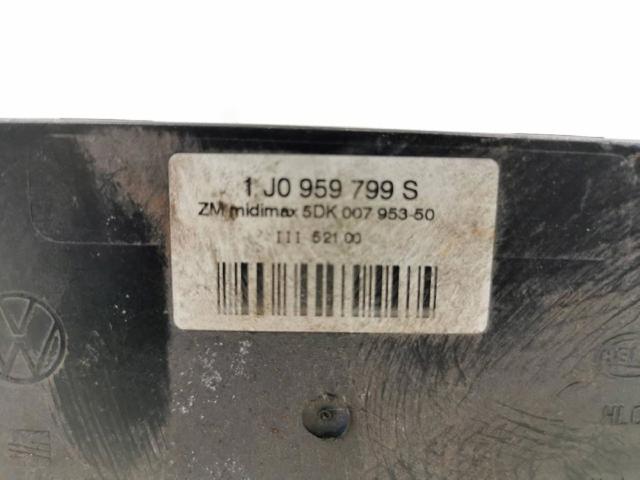 1 J0 959 799 S
ZM midimax 5DK 007 953-50
III 521 00